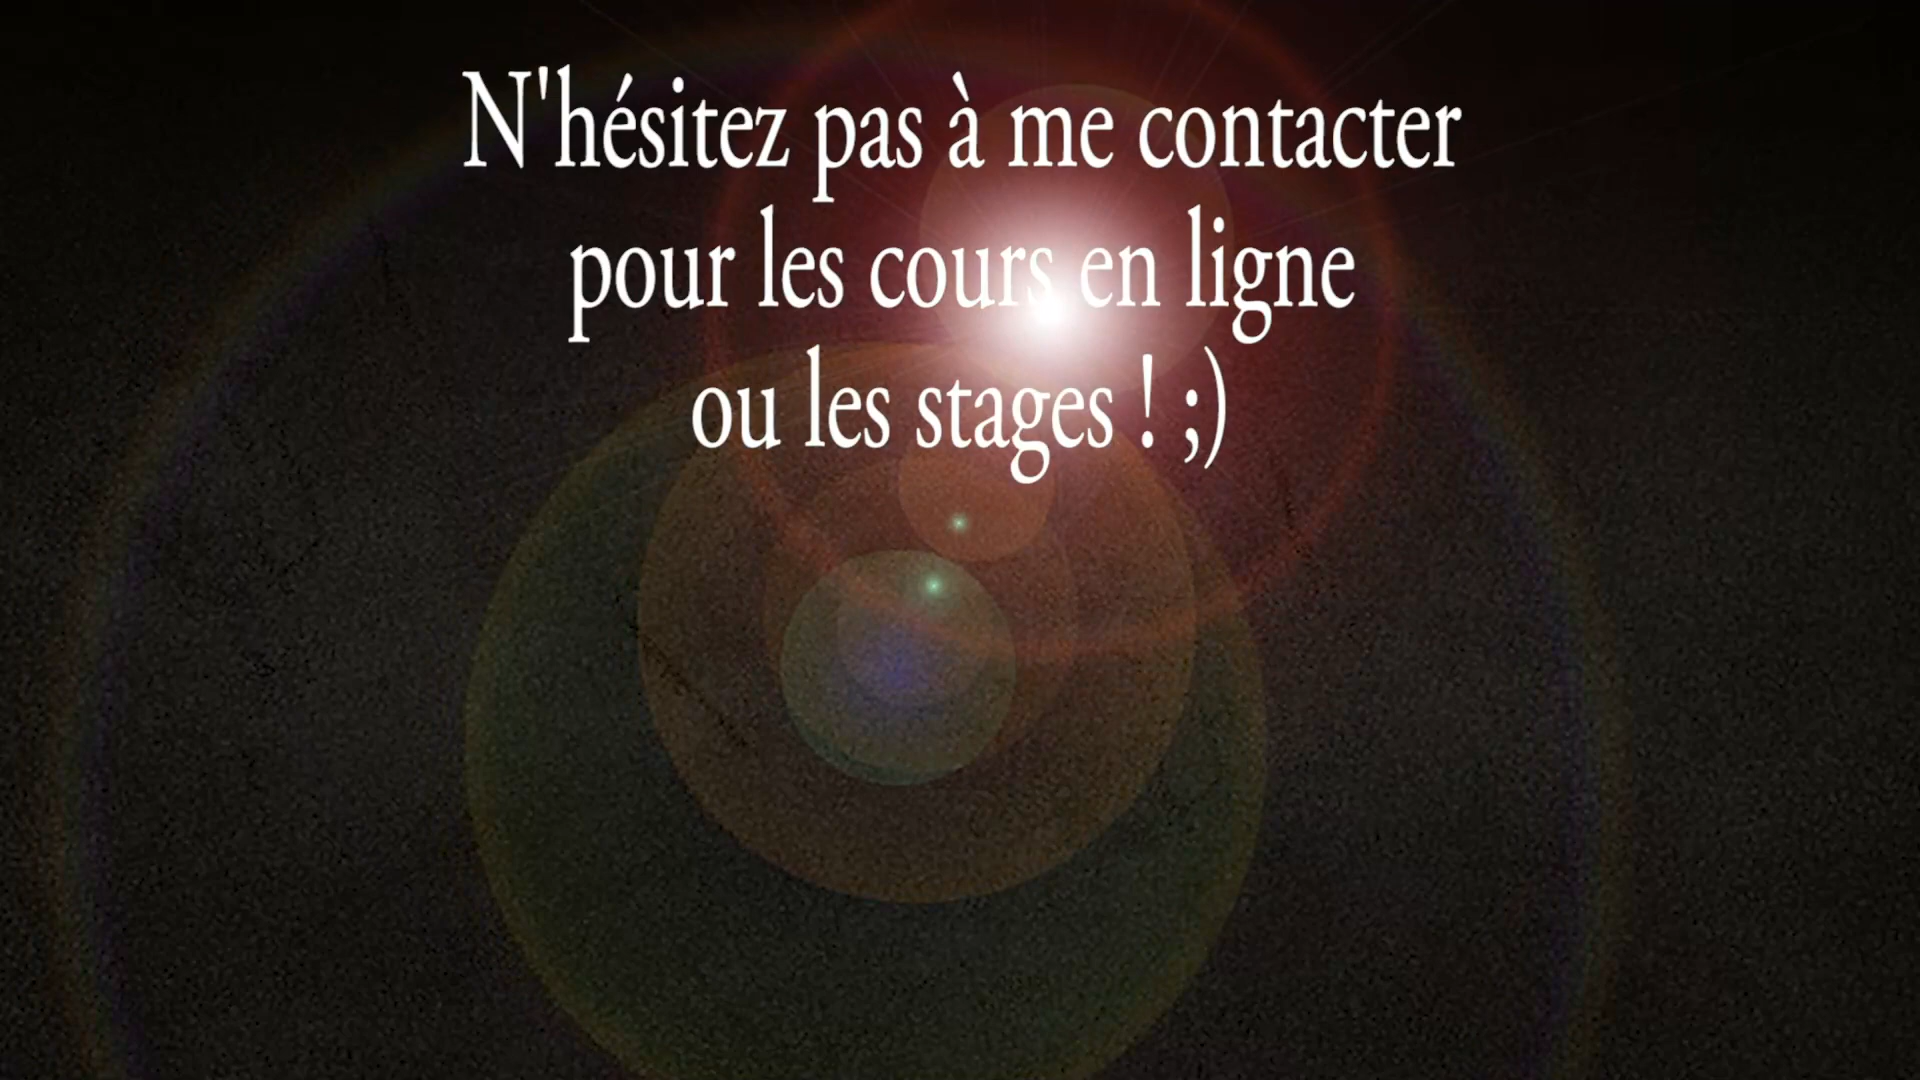 N'hésitez pas à me contacter
pour les cours en ligne
ou les stages ! ;)